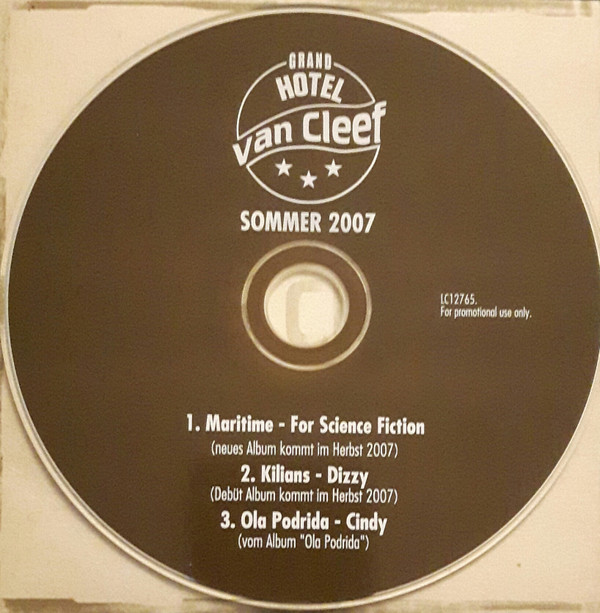 GRAND
HOTEL
van Cleef
SOMMER 2007
LC12765.
For promotional use only.
1. Maritime - For Science Fiction
(neues Album kommt im Herbst 2007)
2. Kilians - Dizzy
(Debüt Album kommt im Herbst 2007)
3. Ola Podrida - Cindy
(vom Album "Ola Podrida")